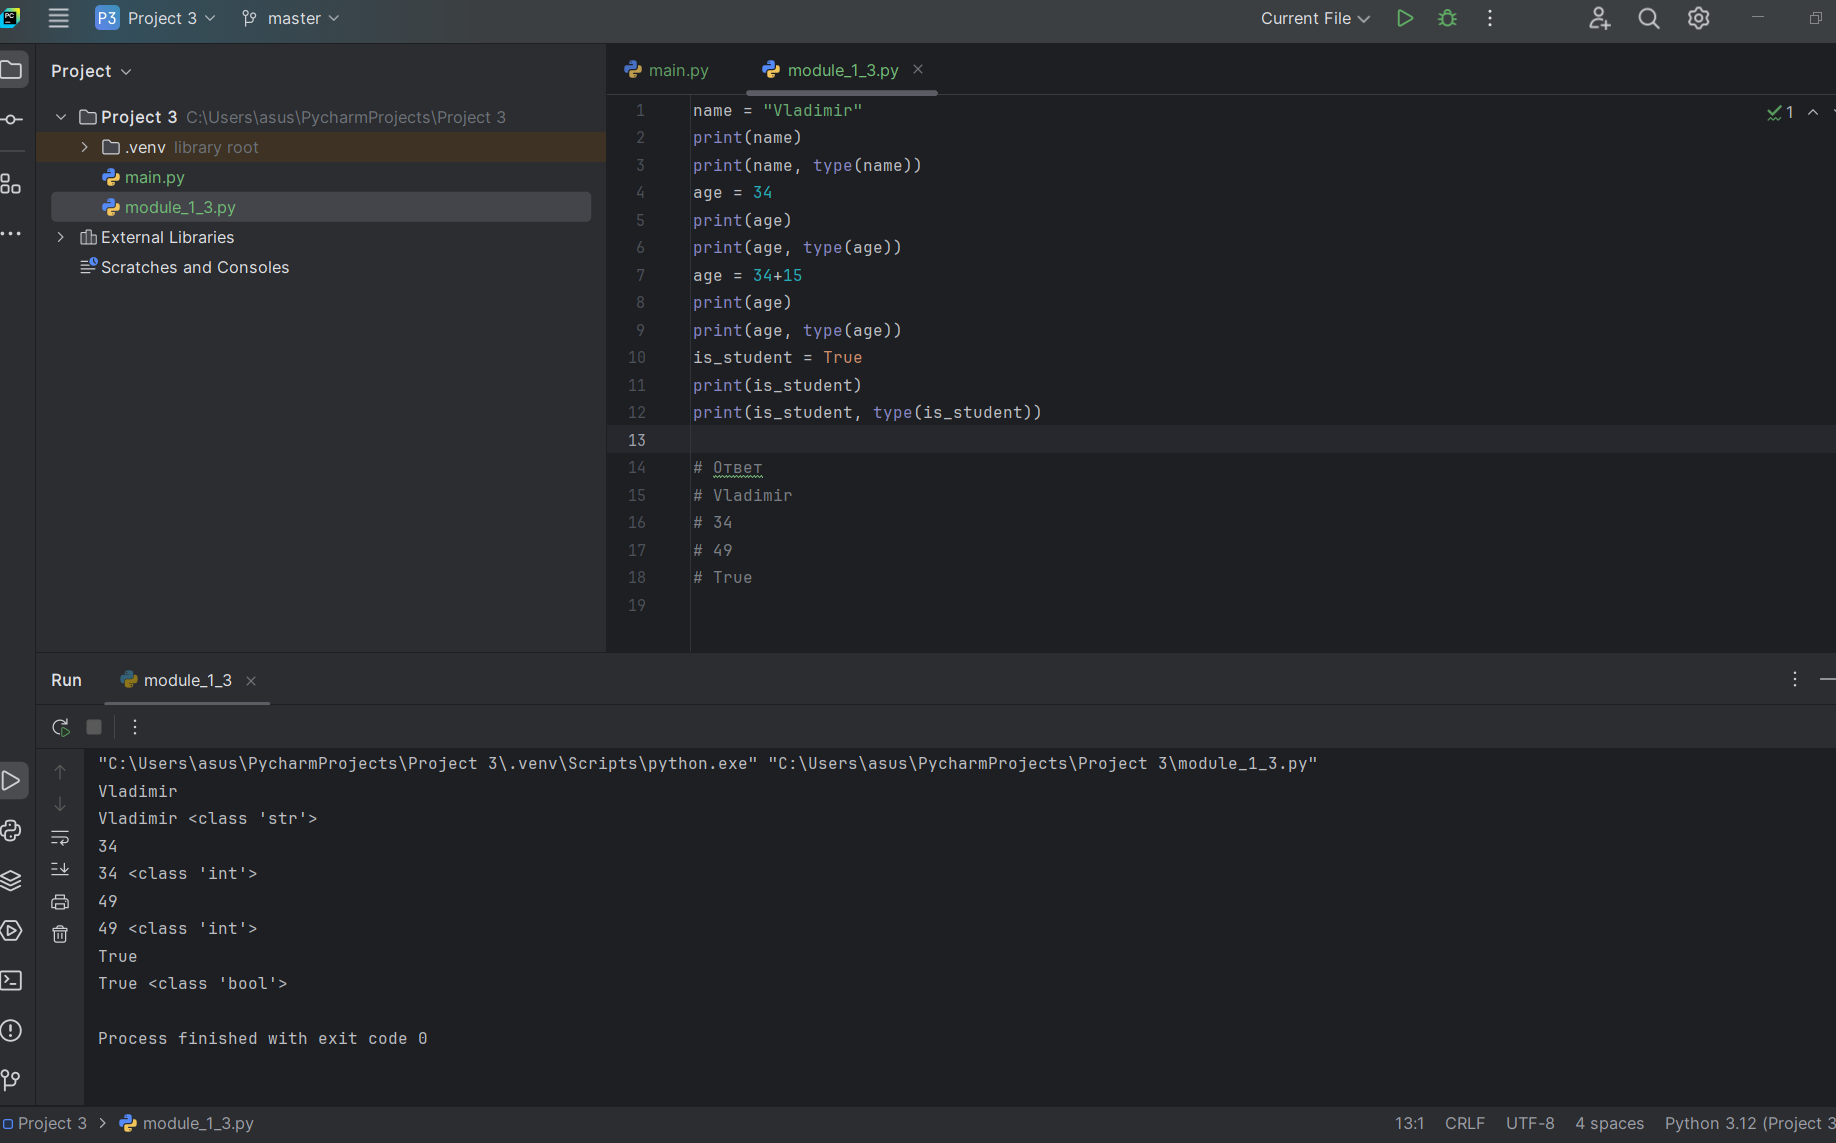 PC
P3 Project 3 master Current File
Project
main.py module_1_3.py
Project 3 C:\Users\asus\PycharmProjects\Project 3
.venv library root
main.py
module_1_3.py
External Libraries
Scratches and Consoles
1 name = "Vladimir"
2 print(name)
3 print(name, type(name))
4 age = 34
5 print(age)
6 print(age, type(age))
7 age = 34+15
8 print(age)
9 print(age, type(age))
10 is_student = True
11 print(is_student)
12 print(is_student, type(is_student))
13
14 # Ответ
15 # Vladimir
16 # 34
17 # 49
18 # True
19
1
Run module_1_3
"C:\Users\asus\PycharmProjects\Project 3\.venv\Scripts\python.exe" "C:\Users\asus\PycharmProjects\Project 3\module_1_3.py"
Vladimir
Vladimir <class 'str'>
34
34 <class 'int'>
49
49 <class 'int'>
True
True <class 'bool'>
Process finished with exit code 0
Project 3 module_1_3.py 13:1 CRLF UTF-8 4 spaces Python 3.12 (Project 3